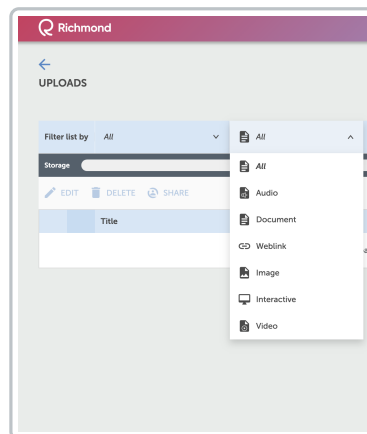 Richmond
UPLOADS
Filter list by All All
Storage All
Audio
EDIT DELETE SHARE
Document
Title
Weblink
Image
Interactive
Video